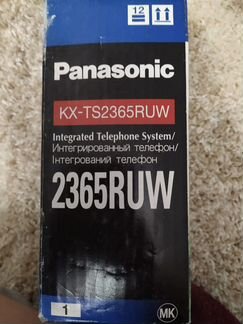 12
Panasonic
KX-TS2365RUW
Integrated Telephone System/
Интегрированный телефон/
Інтегрований телефон
2365RUW
1
MK